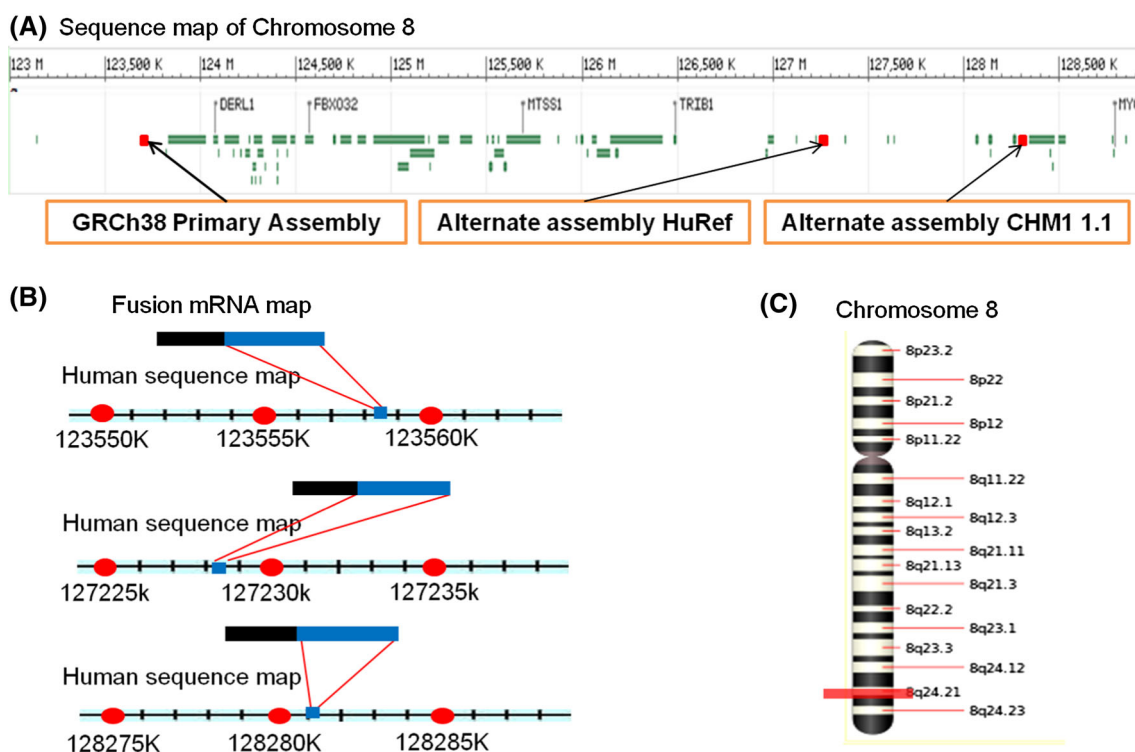 (A) Sequence map of Chromosome 8
123 M 123,500 K 124 M 124,500 K 125 M 125,500 K 126 M 126,500 K 127 M 127,500 K 128 M 128,500 K
DERL1 FBXO32 MTSS1 TRIB1
GRCh38 Primary Assembly
Alternate assembly HuRef
Alternate assembly CHM1 1.1
(B)
Fusion mRNA map
Human sequence map
123550K 123555K 123560K
Human sequence map
127225k 127230k 127235k
Human sequence map
128275K 128280K 128285K
(C)
Chromosome 8
8p23.2
8p22
8p21.2
8p12
8p11.22
8q11.22
8q12.1
8q12.3
8q13.2
8q21.11
8q21.13
8q21.3
8q22.2
8q23.1
8q23.3
8q24.12
8q24.21
8q24.23